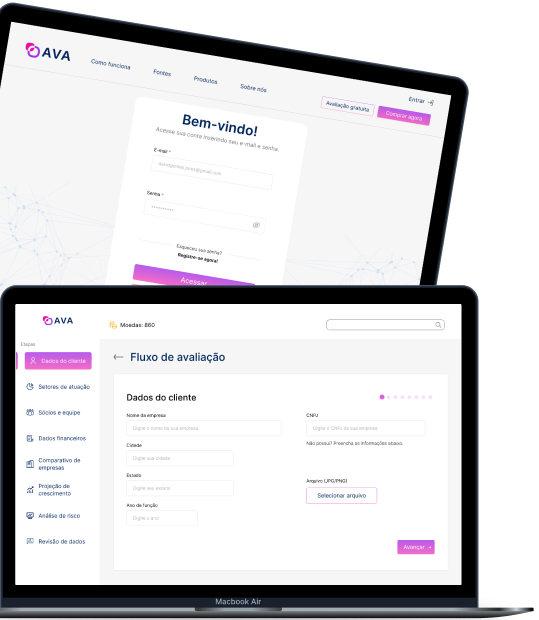 AVA
Como funciona
Fontes
Produtos
Sobre nós
Avaliação gratuita
Entrar
Comprar agora
Bem-vindo!
Acesse sua conta inserindo seu e-mail e senha.
E-mail *
Senha *
**********
Esqueceu sua senha?
Registre-se agora!
Acessar
AVA
Moedas: 860
Etapas
Fluxo de avaliação
Dados do cliente
Setores de atuação
Sócios e equipe
Dados financeiros
Comparativo de
empresas
Projeção de
crescimento
Análise de risco
Revisão de dados
Dados do cliente
Nome da empresa
Digite o nome da sua empresa
CNPJ
Digite o CNPJ da sua empresa
Não possui? Preencha as informações abaixo.
Cidade
Digite sua cidade
Estado
Digite seu estado
Arquivo (JPG/PNG)
Selecionar arquivo
Ano de função
Digite o ano
Avançar
Macbook Air